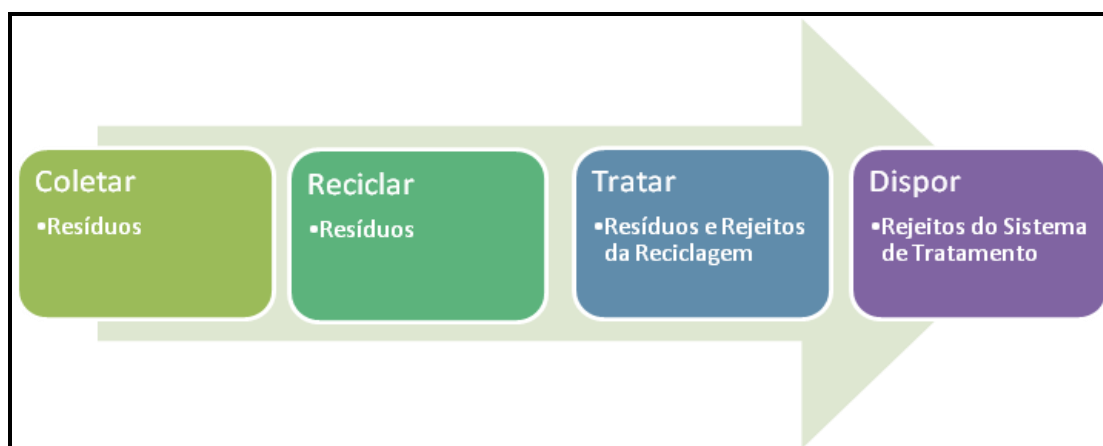 Coletar
•Resíduos
Reciclar
•Resíduos
Tratar
•Resíduos e Rejeitos
da Reciclagem
Dispor
•Rejeitos do Sistema
de Tratamento